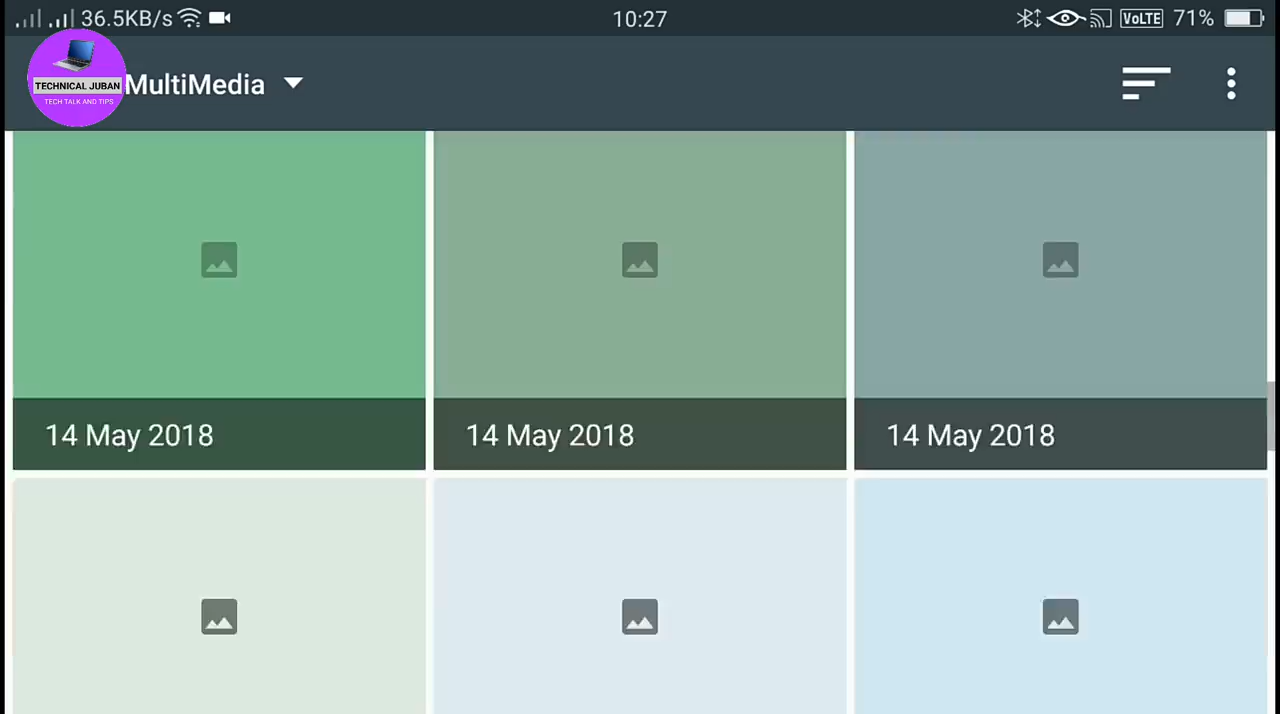 36.5KB/s 10:27 VoLTE 71%
TECHNICAL JUBAN
TECH TALK AND TIPS
MultiMedia
14 May 2018 14 May 2018 14 May 2018